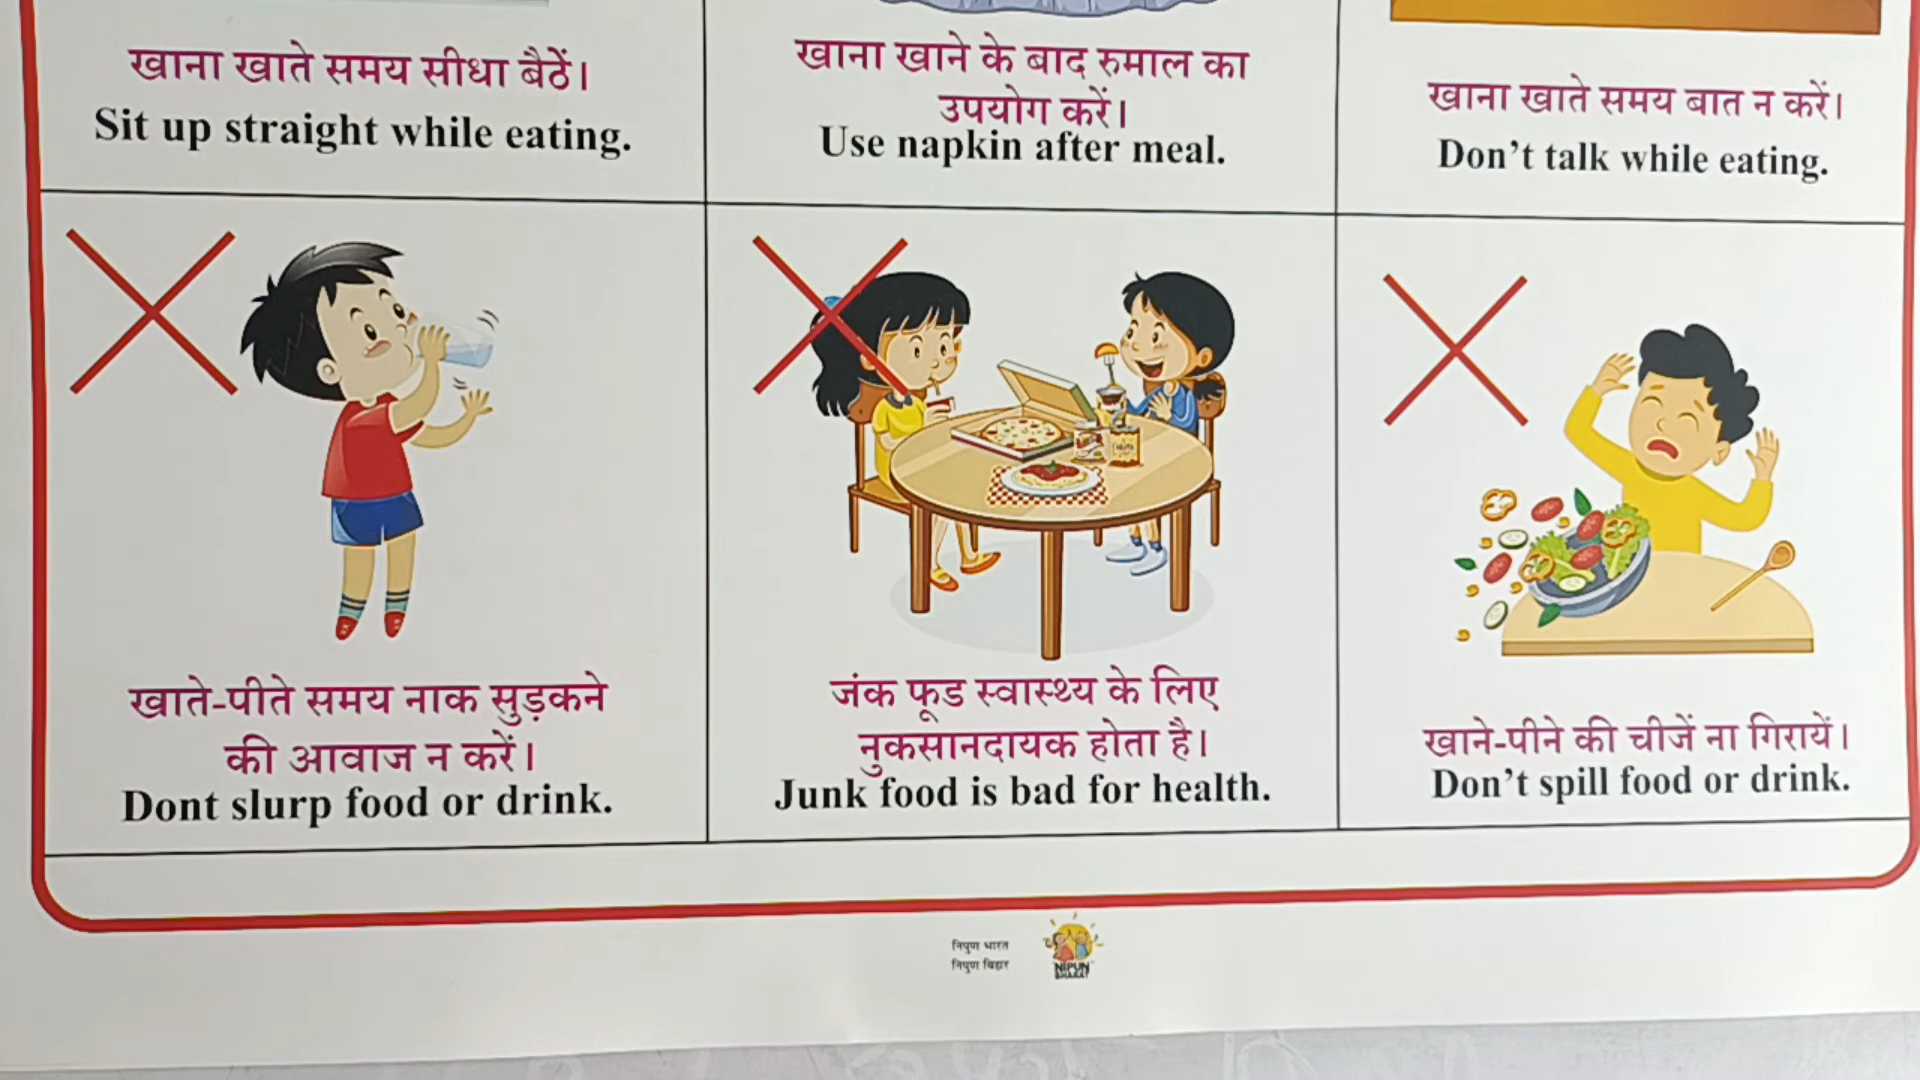 खाना खाते समय सीधा बैठें।
Sit up straight while eating.
खाना खाने के बाद रुमाल का
उपयोग करें।
Use napkin after meal.
खाना खाते समय बात न करें।
Don't talk while eating.
खाते-पीते समय नाक सुड़कने
की आवाज न करें।
Dont slurp food or drink.
जंक फूड स्वास्थ्य के लिए
नुकसानदायक होता है।
Junk food is bad for health.
खाने-पीने की चीजें ना गिरायें।
Don't spill food or drink.
निपुण भारत
निपुण बिहार
NIPUN
BHARAT